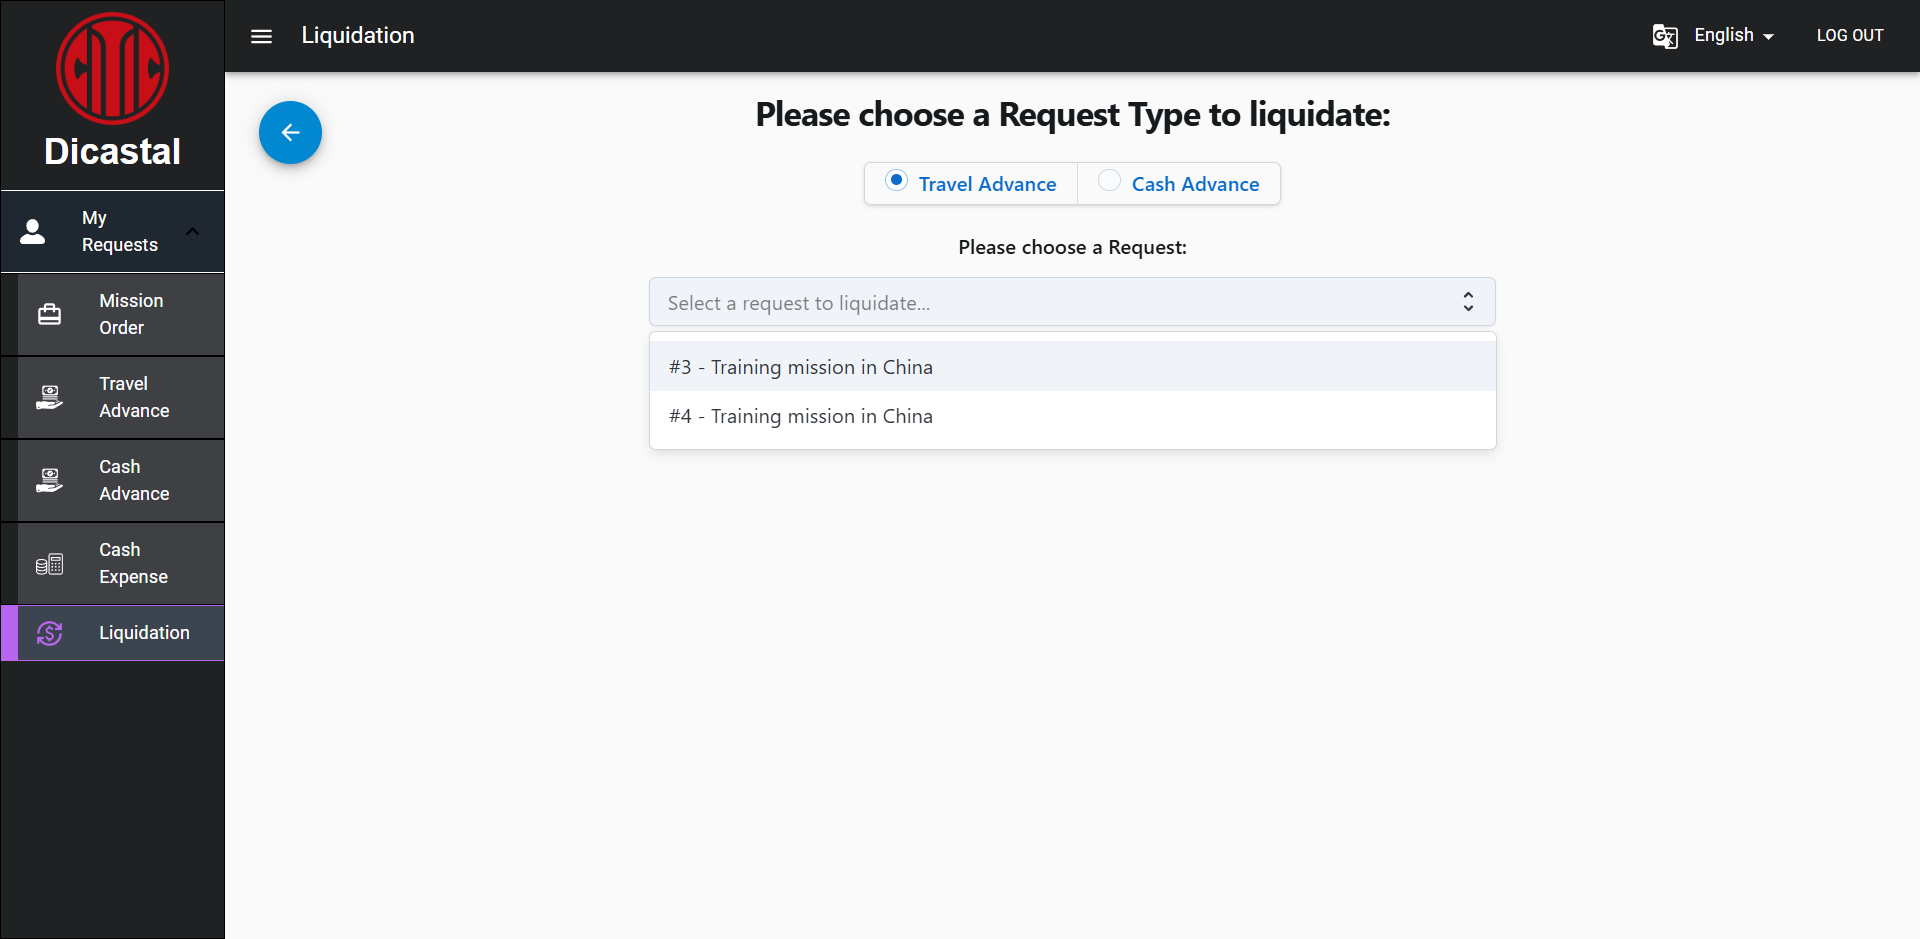 Dicastal
My
Requests
Mission
Order
Travel
Advance
Cash
Advance
Cash
Expense
Liquidation
Liquidation
English
LOG OUT
Please choose a Request Type to liquidate:
Travel Advance
Cash Advance
Please choose a Request:
Select a request to liquidate...
#3 - Training mission in China
#4 - Training mission in China